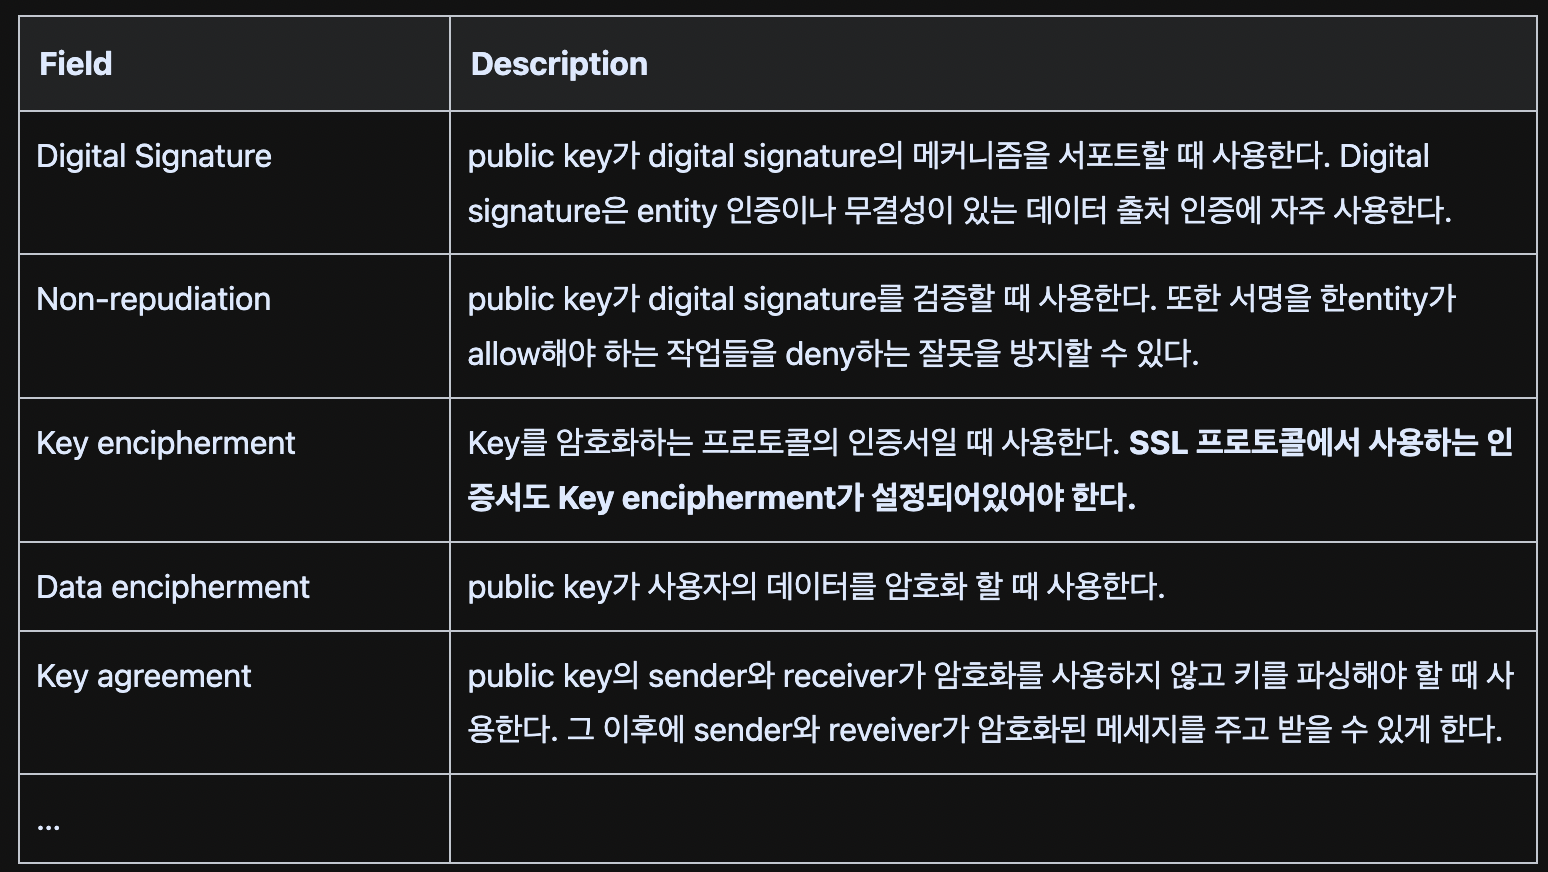 Field
Description
Digital Signature
public key가 digital signature의 메커니즘을 서포트할 때 사용한다. Digital
signature은 entity 인증이나 무결성이 있는 데이터 출처 인증에 자주 사용한다.
Non-repudiation
public key가 digital signature를 검증할 때 사용한다. 또한 서명을 한entity가
allow해야 하는 작업들을 deny하는 잘못을 방지할 수 있다.
Key encipherment
Key를 암호화하는 프로토콜의 인증서일 때 사용한다. SSL 프로토콜에서 사용하는 인
증서도 Key encipherment가 설정되어있어야 한다.
Data encipherment
public key가 사용자의 데이터를 암호화 할 때 사용한다.
Key agreement
public key의 sender와 receiver가 암호화를 사용하지 않고 키를 파싱해야 할 때 사
용한다. 그 이후에 sender와 reveiver가 암호화된 메세지를 주고 받을 수 있게 한다.
...